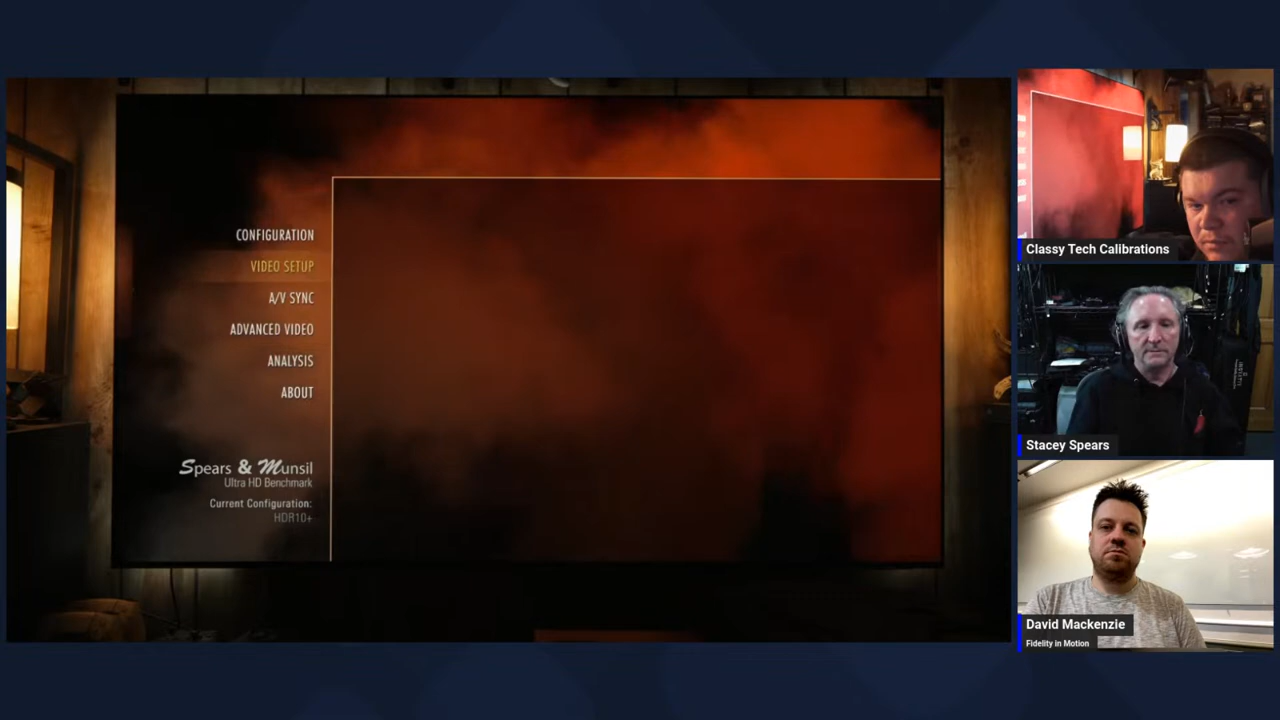 CONFIGURATION
VIDEO SETUP
A/V SYNC
ADVANCED VIDEO
ANALYSIS
ABOUT
Spears & Munsil
Ultra HD Benchmark
Current Configuration:
HDR10+
Classy Tech Calibrations
Stacey Spears
David Mackenzie
Fidelity in Motion